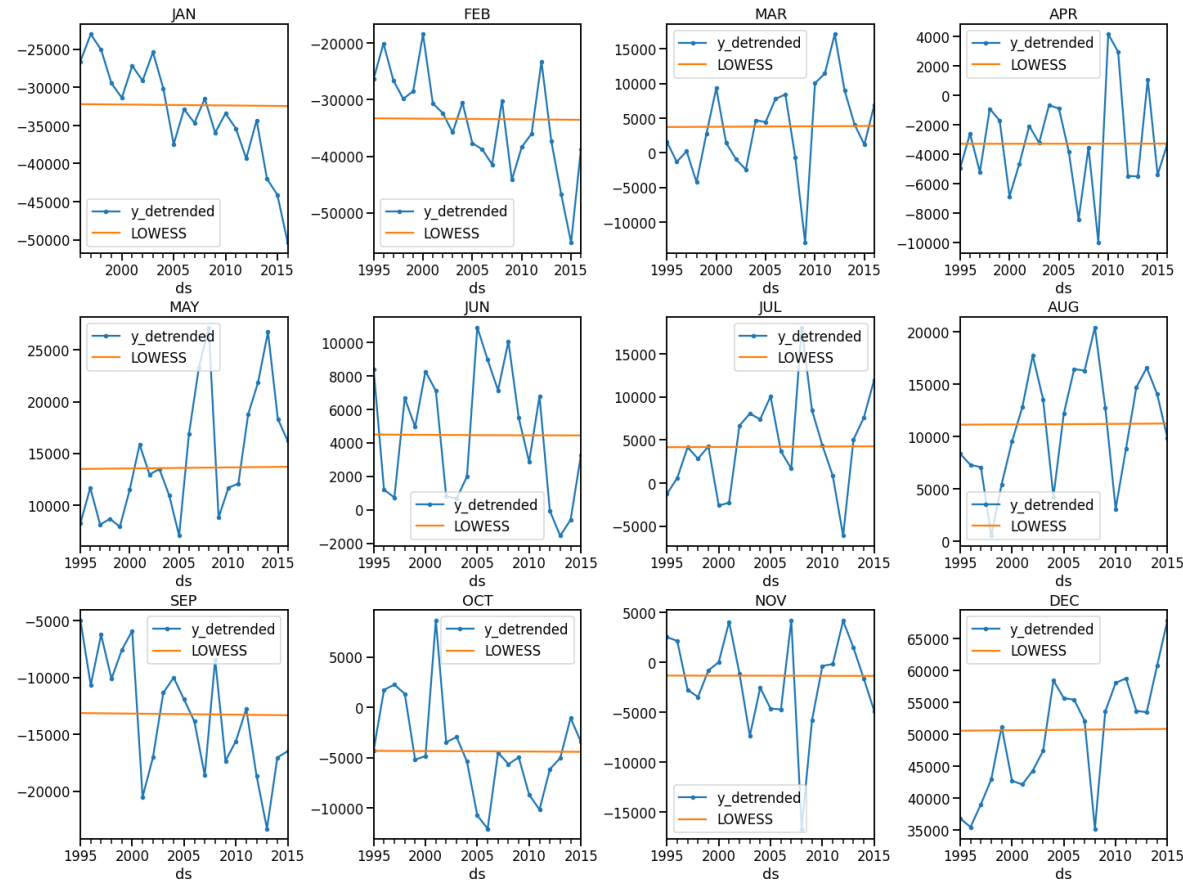 JAN
−25000
−30000
−35000
−40000
−45000
−50000
y_detrended
LOWESS
2000 2005 2010 2015
ds
FEB
−20000
−30000
−40000
−50000
y_detrended
LOWESS
1995 2000 2005 2010 2015
ds
MAR
15000
10000
5000
0
−5000
−10000
y_detrended
LOWESS
1995 2000 2005 2010 2015
ds
APR
4000
2000
0
−2000
−4000
−6000
−8000
−10000
y_detrended
LOWESS
1995 2000 2005 2010 2015
ds
MAY
25000
20000
15000
10000
y_detrended
LOWESS
1995 2000 2005 2010 2015
ds
JUN
10000
8000
6000
4000
2000
0
−2000
y_detrended
LOWESS
1995 2000 2005 2010 2015
ds
JUL
15000
10000
5000
0
−5000
y_detrended
LOWESS
1995 2000 2005 2010 2015
ds
AUG
20000
15000
10000
5000
0
y_detrended
LOWESS
1995 2000 2005 2010 2015
ds
SEP
−5000
−10000
−15000
−20000
y_detrended
LOWESS
1995 2000 2005 2010 2015
ds
OCT
5000
0
−5000
−10000
y_detrended
LOWESS
1995 2000 2005 2010 2015
ds
NOV
5000
0
−5000
−10000
−15000
y_detrended
LOWESS
1995 2000 2005 2010 2015
ds
DEC
65000
60000
55000
50000
45000
40000
35000
y_detrended
LOWESS
1995 2000 2005 2010 2015
ds